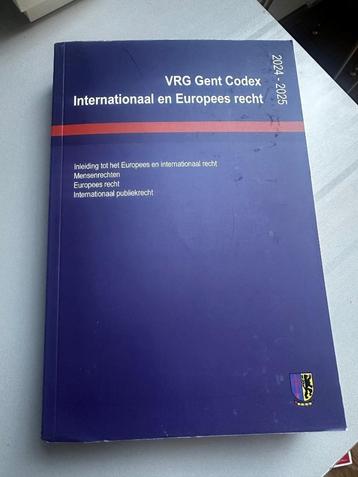 VRG Gent Codex
Internationaal en Europees recht
2024 - 2025
Inleiding tot het Europees en internationaal recht
Mensenrechten
Europees recht
Internationaal publiekrecht